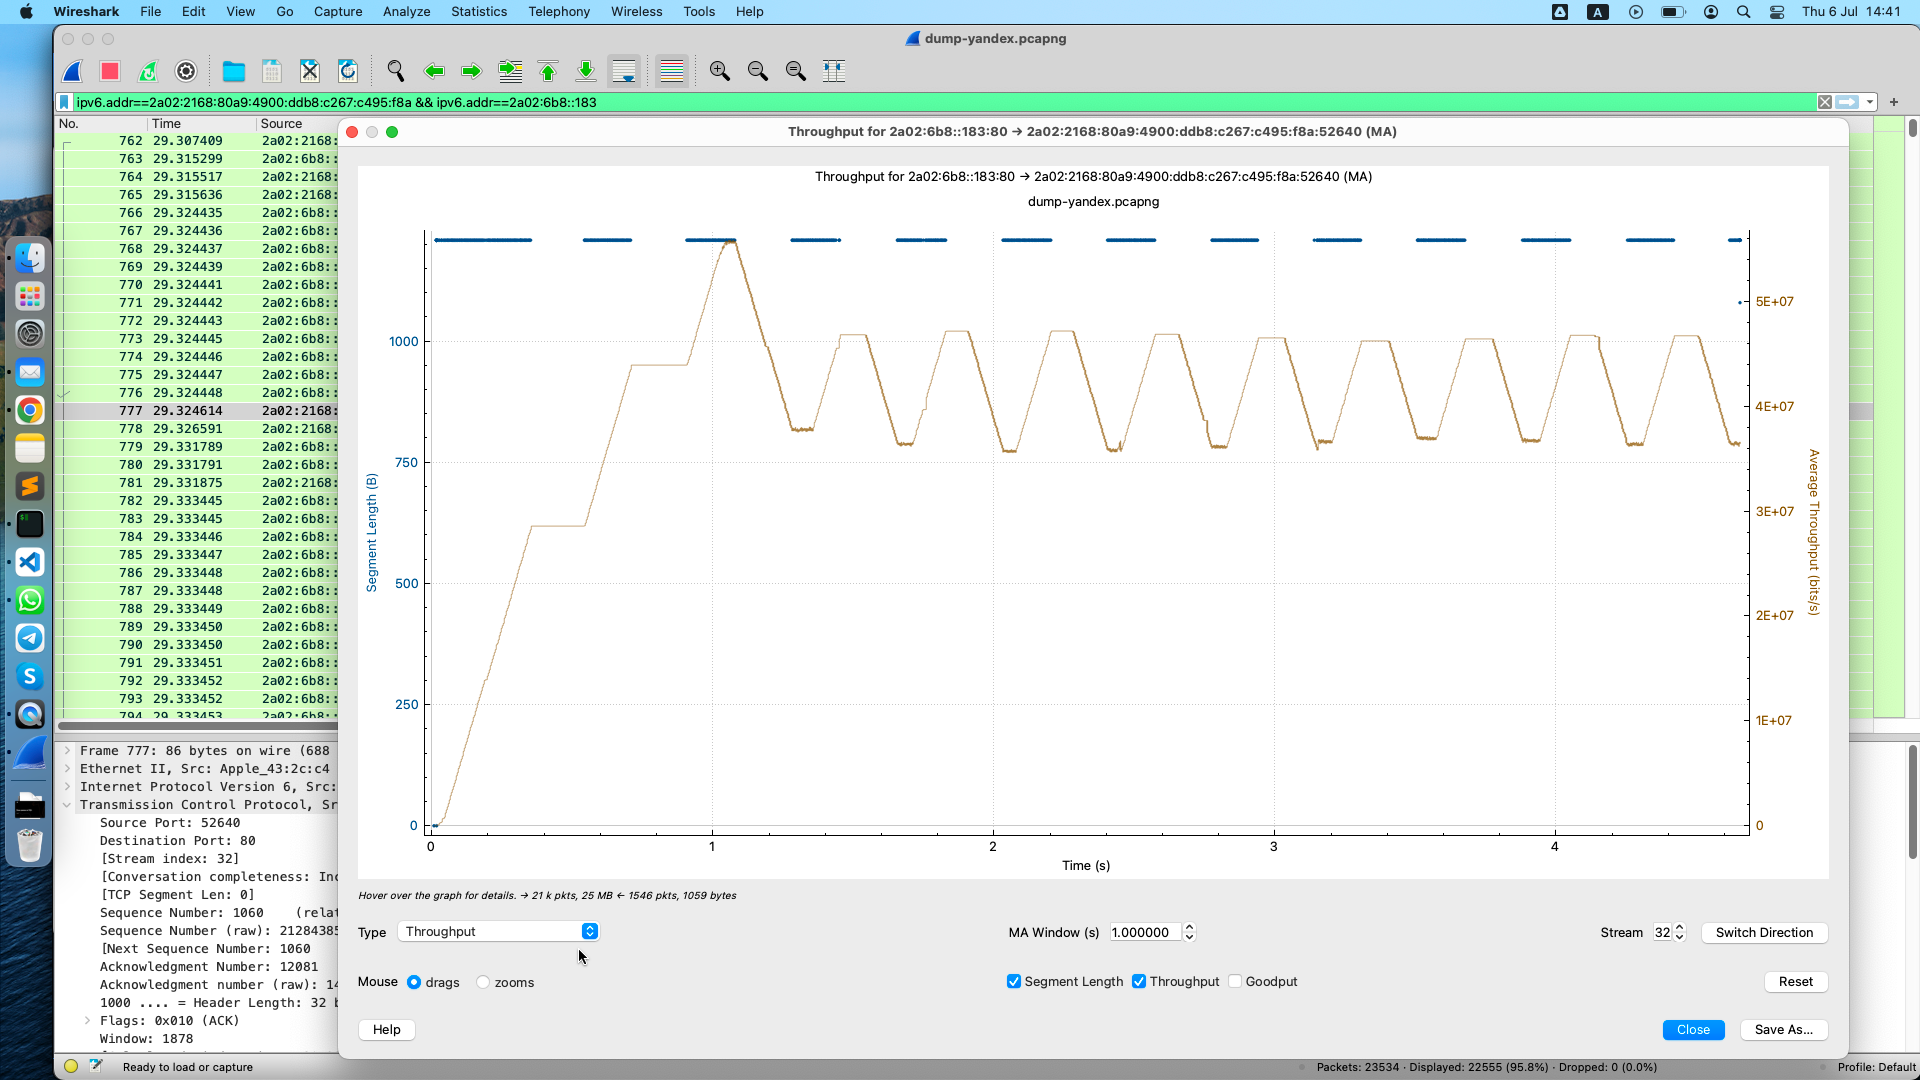 Wireshark File Edit View Go Capture Analyze Statistics Telephony Wireless Tools Help A Thu 6 Jul 14:41
dump-yandex.pcapng
ipv6.addr==2a02:2168:80a9:4900:ddb8:c267:c495:f8a && ipv6.addr==2a02:6b8::183
No. Time Source
762 29.307409 2a02:2168:
763 29.315299 2a02:6b8::
764 29.315517 2a02:2168:
765 29.315636 2a02:2168:
766 29.324435 2a02:6b8::
767 29.324436 2a02:6b8::
768 29.324437 2a02:6b8::
769 29.324439 2a02:6b8::
770 29.324441 2a02:6b8::
771 29.324442 2a02:6b8::
772 29.324443 2a02:6b8::
773 29.324445 2a02:6b8::
774 29.324446 2a02:6b8::
775 29.324447 2a02:6b8::
776 29.324448 2a02:6b8::
777 29.324614 2a02:2168:
778 29.326591 2a02:2168:
779 29.331789 2a02:6b8::
780 29.331791 2a02:6b8::
781 29.331875 2a02:2168:
782 29.333445 2a02:6b8::
783 29.333445 2a02:6b8::
784 29.333446 2a02:6b8::
785 29.333447 2a02:6b8::
786 29.333448 2a02:6b8::
787 29.333448 2a02:6b8::
788 29.333449 2a02:6b8::
789 29.333450 2a02:6b8::
790 29.333450 2a02:6b8::
791 29.333451 2a02:6b8::
792 29.333452 2a02:6b8::
793 29.333452 2a02:6b8::
794 29.333453 2a02:6b8::
Frame 777: 86 bytes on wire (688
Ethernet II, Src: Apple_43:2c:c4
Internet Protocol Version 6, Src:
Transmission Control Protocol, Sr
Source Port: 52640
Destination Port: 80
[Stream index: 32]
[Conversation completeness: Inc
[TCP Segment Len: 0]
Sequence Number: 1060 (relat
Sequence Number (raw): 21284385
[Next Sequence Number: 1060
Acknowledgment Number: 12081
Acknowledgment number (raw): 14
1000 .... = Header Length: 32 b
Flags: 0x010 (ACK)
Window: 1878
Ready to load or capture
Packets: 23534 · Displayed: 22555 (95.8%) · Dropped: 0 (0.0%)
Profile: Default
Throughput for 2a02:6b8::183:80 → 2a02:2168:80a9:4900:ddb8:c267:c495:f8a:52640 (MA)
Throughput for 2a02:6b8::183:80 → 2a02:2168:80a9:4900:ddb8:c267:c495:f8a:52640 (MA)
dump-yandex.pcapng
Segment Length (B)
1000
750
500
250
0
5E+07
4E+07
3E+07
2E+07
1E+07
0
Average Throughput (bits/s)
0 1 2 3 4
Time (s)
Hover over the graph for details. → 21 k pkts, 25 MB ← 1546 pkts, 1059 bytes
Type Throughput MA Window (s) 1.000000 Stream 32 Switch Direction
Mouse drags zooms Segment Length Throughput Goodput Reset
Help Close Save As...